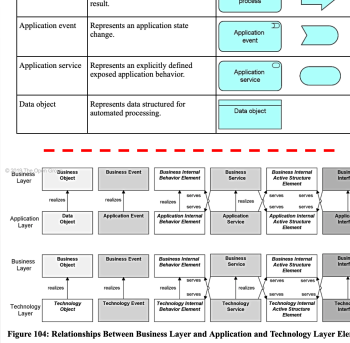 result.
process
Application event
Represents an application state
change.
Application
event
Application service
Represents an explicitly defined
exposed application behavior.
Application
service
Data object
Represents data structured for
automated processing.
Data object
Business
Layer
Business
Object
Business Event
Business Internal
Behavior Element
Business
Service
Business Internal
Active Structure
Element
realizes
serves
serves
realizes
serves
serves
serves
serves
Application
Layer
Data
Object
Application Event
Application Internal
Behavior Element
Application
Service
Application Internal
Active Structure
Element
Business
Layer
Business
Object
Business Event
Business Internal
Behavior Element
Business
Service
Business Internal
Active Structure
Element
realizes
realizes
realizes
serves
serves
realizes
serves
serves
serves
serves
Technology
Layer
Technology
Object
Technology Event
Technology Internal
Behavior Element
Technology
Service
Technology Internal
Active Structure
Element
Figure 104: Relationships Between Business Layer and Application and Technology Layer